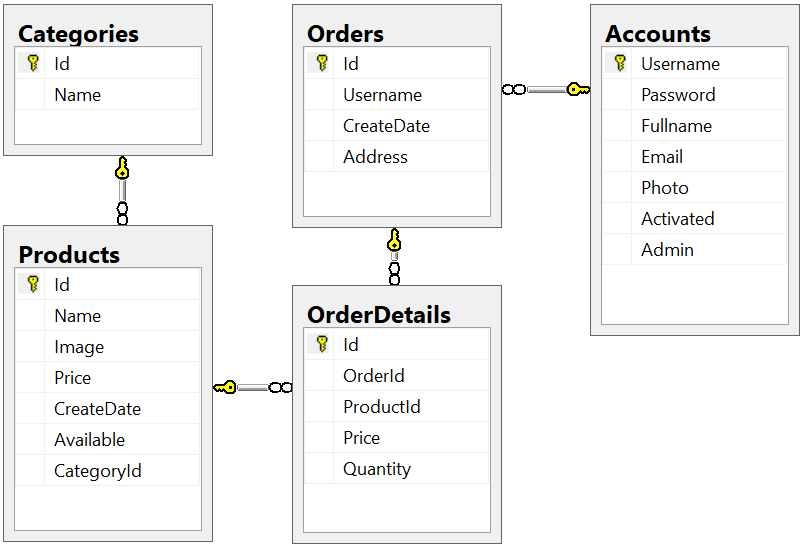 Categories
Id
Name
Products
Id
Name
Image
Price
CreateDate
Available
CategoryId
Orders
Id
Username
CreateDate
Address
OrderDetails
Id
OrderId
ProductId
Price
Quantity
Accounts
Username
Password
Fullname
Email
Photo
Activated
Admin